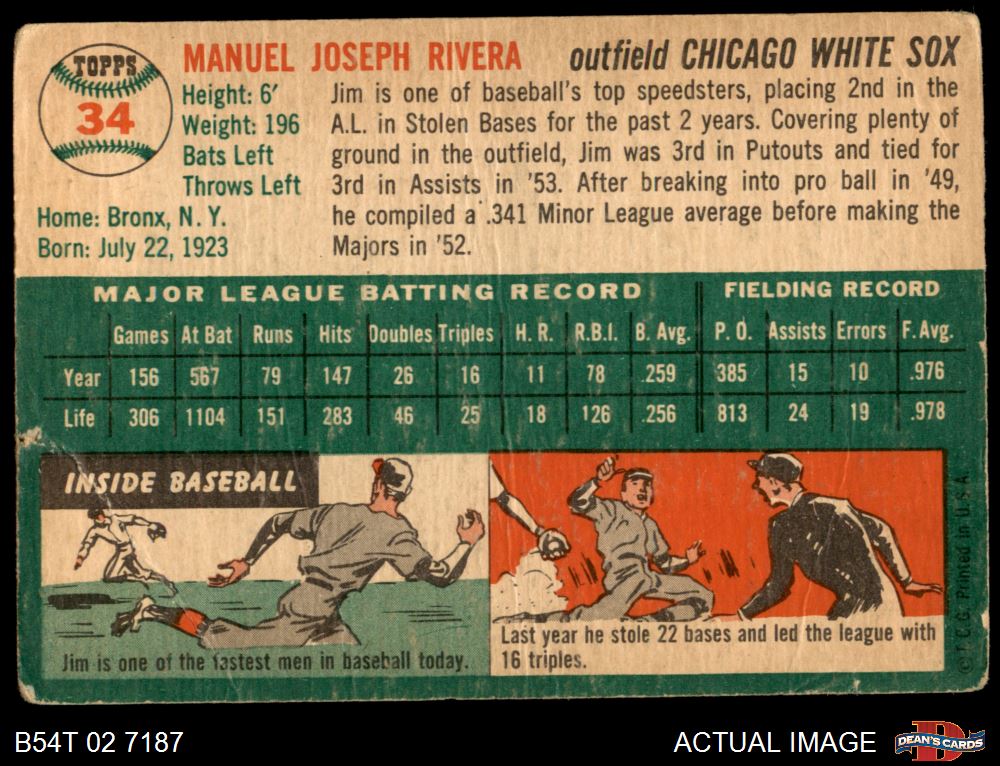 TOPPS
34
MANUEL JOSEPH RIVERA outfield CHICAGO WHITE SOX
Height: 6'
Weight: 196
Bats Left
Throws Left
Home: Bronx, N. Y.
Born: July 22, 1923
Jim is one of baseball's top speedsters, placing 2nd in the
A.L. in Stolen Bases for the past 2 years. Covering plenty of
ground in the outfield, Jim was 3rd in Putouts and tied for
3rd in Assists in '53. After breaking into pro ball in '49,
he compiled a .341 Minor League average before making the
Majors in '52.
MAJOR LEAGUE BATTING RECORD FIELDING RECORD
Games At Bat Runs Hits Doubles Triples H. R. R.B.I. B. Avg. P. O. Assists Errors F. Avg.
Year 156 567 79 147 26 16 11 78 .259 385 15 10 .976
Life 306 1104 151 283 46 25 18 126 .256 813 24 19 .978
INSIDE BASEBALL
Jim is one of the fastest men in baseball today.
Last year he stole 22 bases and led the league with
16 triples.
© T. C. G. Printed in U. S. A.
B54T 02 7187
ACTUAL IMAGE
DEAN'S CARDS